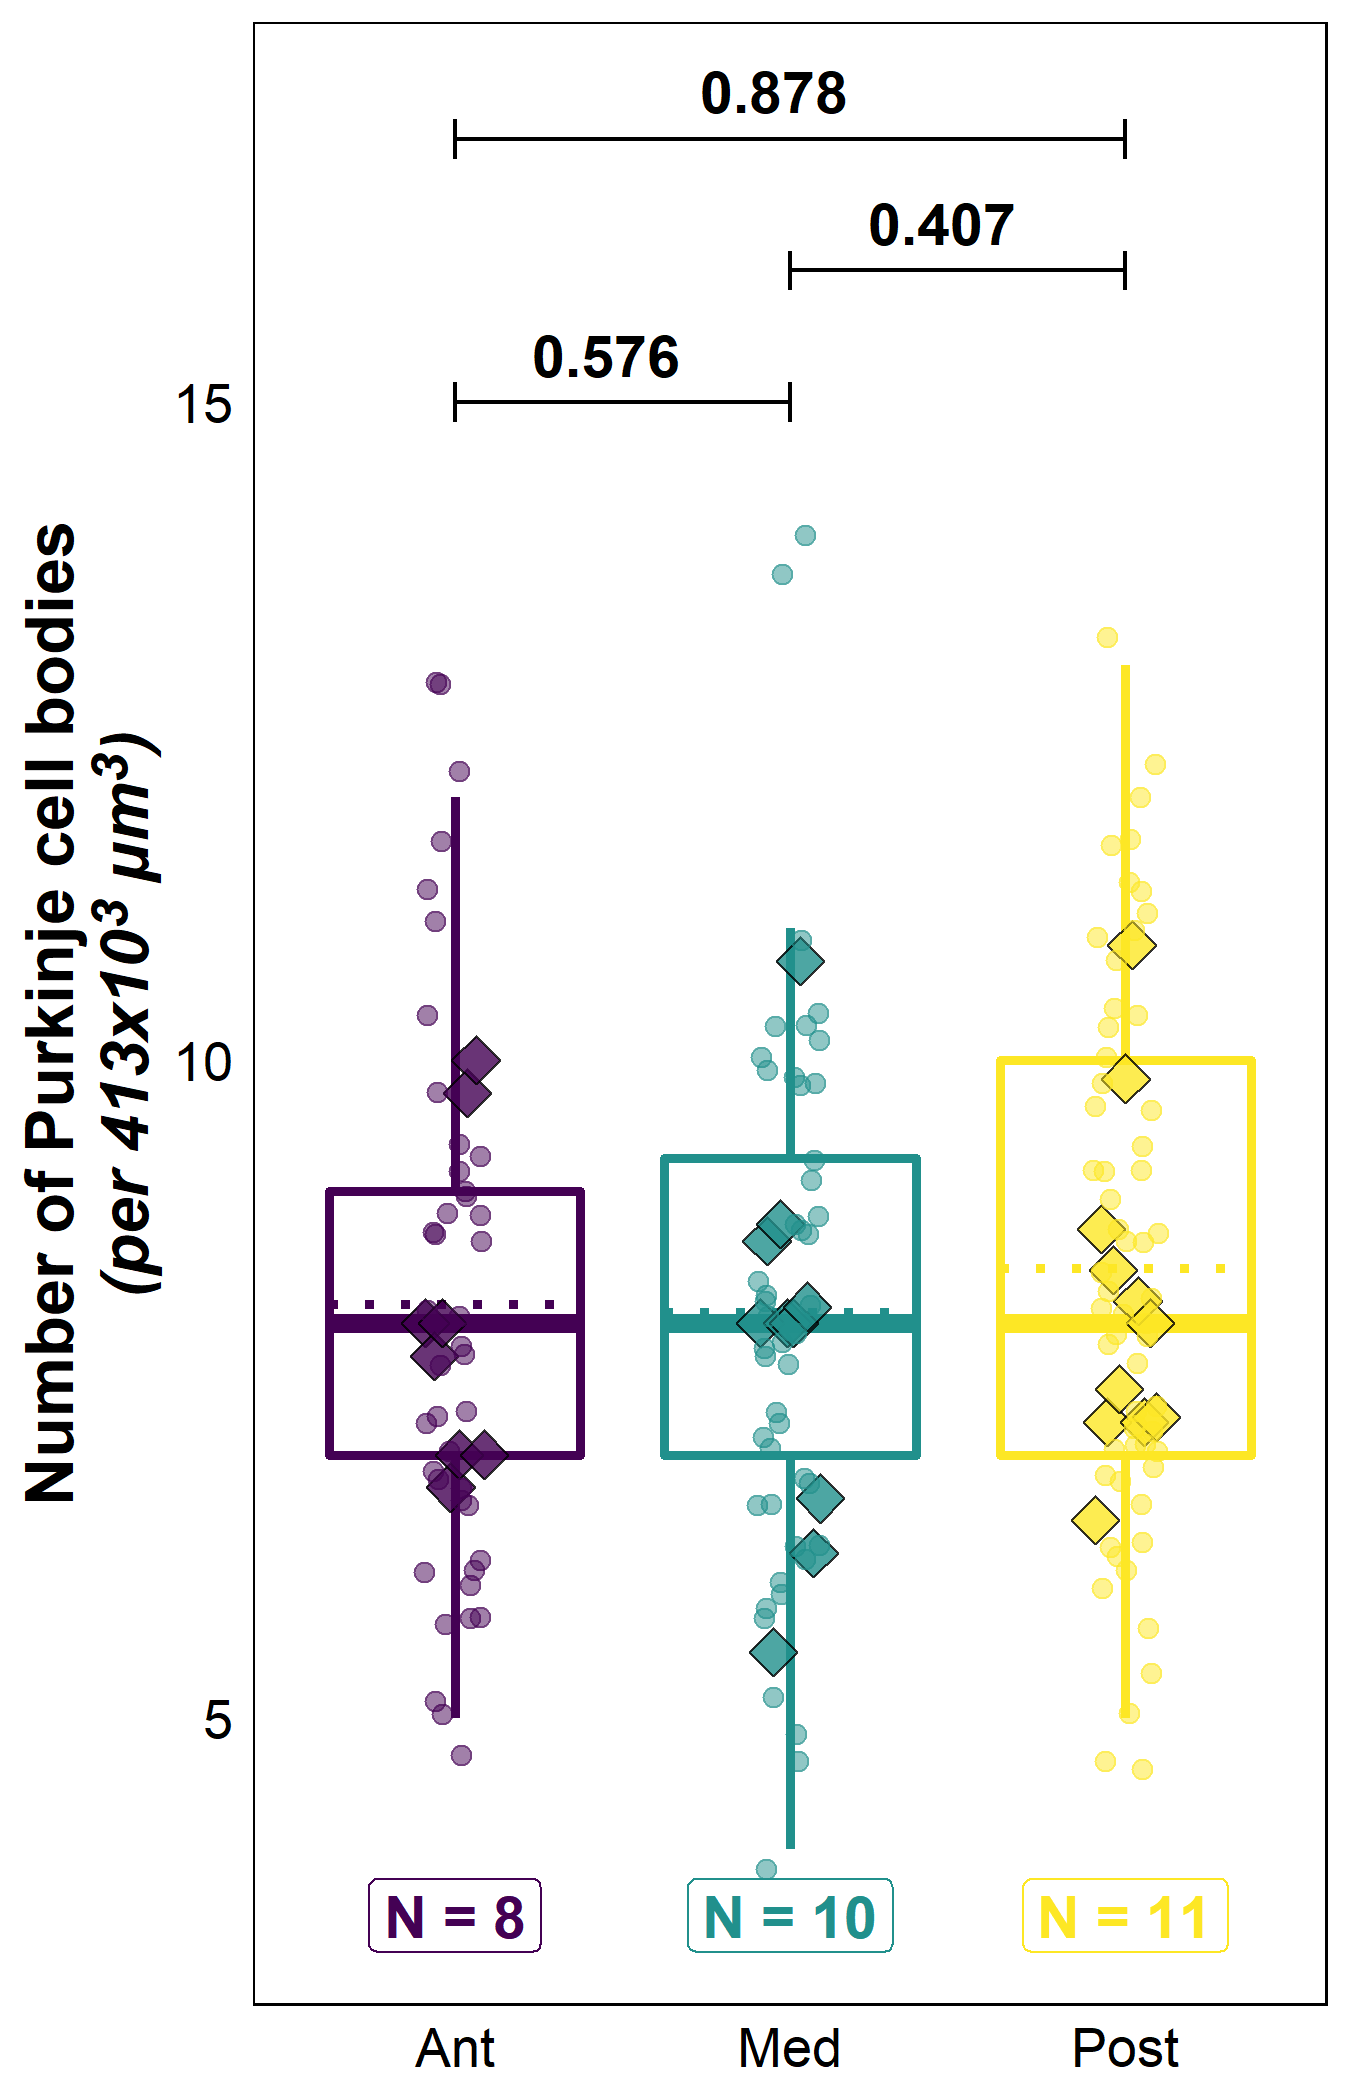 0.878
0.407
0.576
15
10
5
Number of Purkinje cell bodies
(per 413x10³ µm³)
N = 8
N = 10
N = 11
Ant
Med
Post